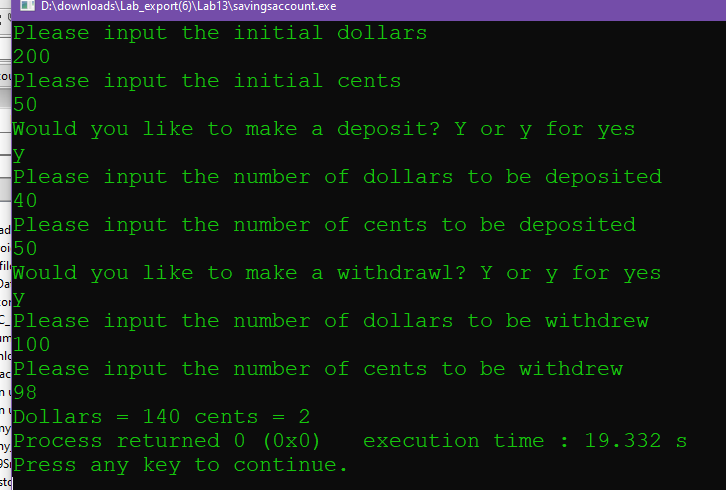 D:\downloads\Lab_export(6)\Lab13\savingsaccount.exe
Please input the initial dollars
200
Please input the initial cents
50
Would you like to make a deposit? Y or y for yes
y
Please input the number of dollars to be deposited
40
Please input the number of cents to be deposited
50
Would you like to make a withdrawl? Y or y for yes
y
Please input the number of dollars to be withdrew
100
Please input the number of cents to be withdrew
98
Dollars = 140 cents = 2
Process returned 0 (0x0)   execution time : 19.332 s
Press any key to continue.